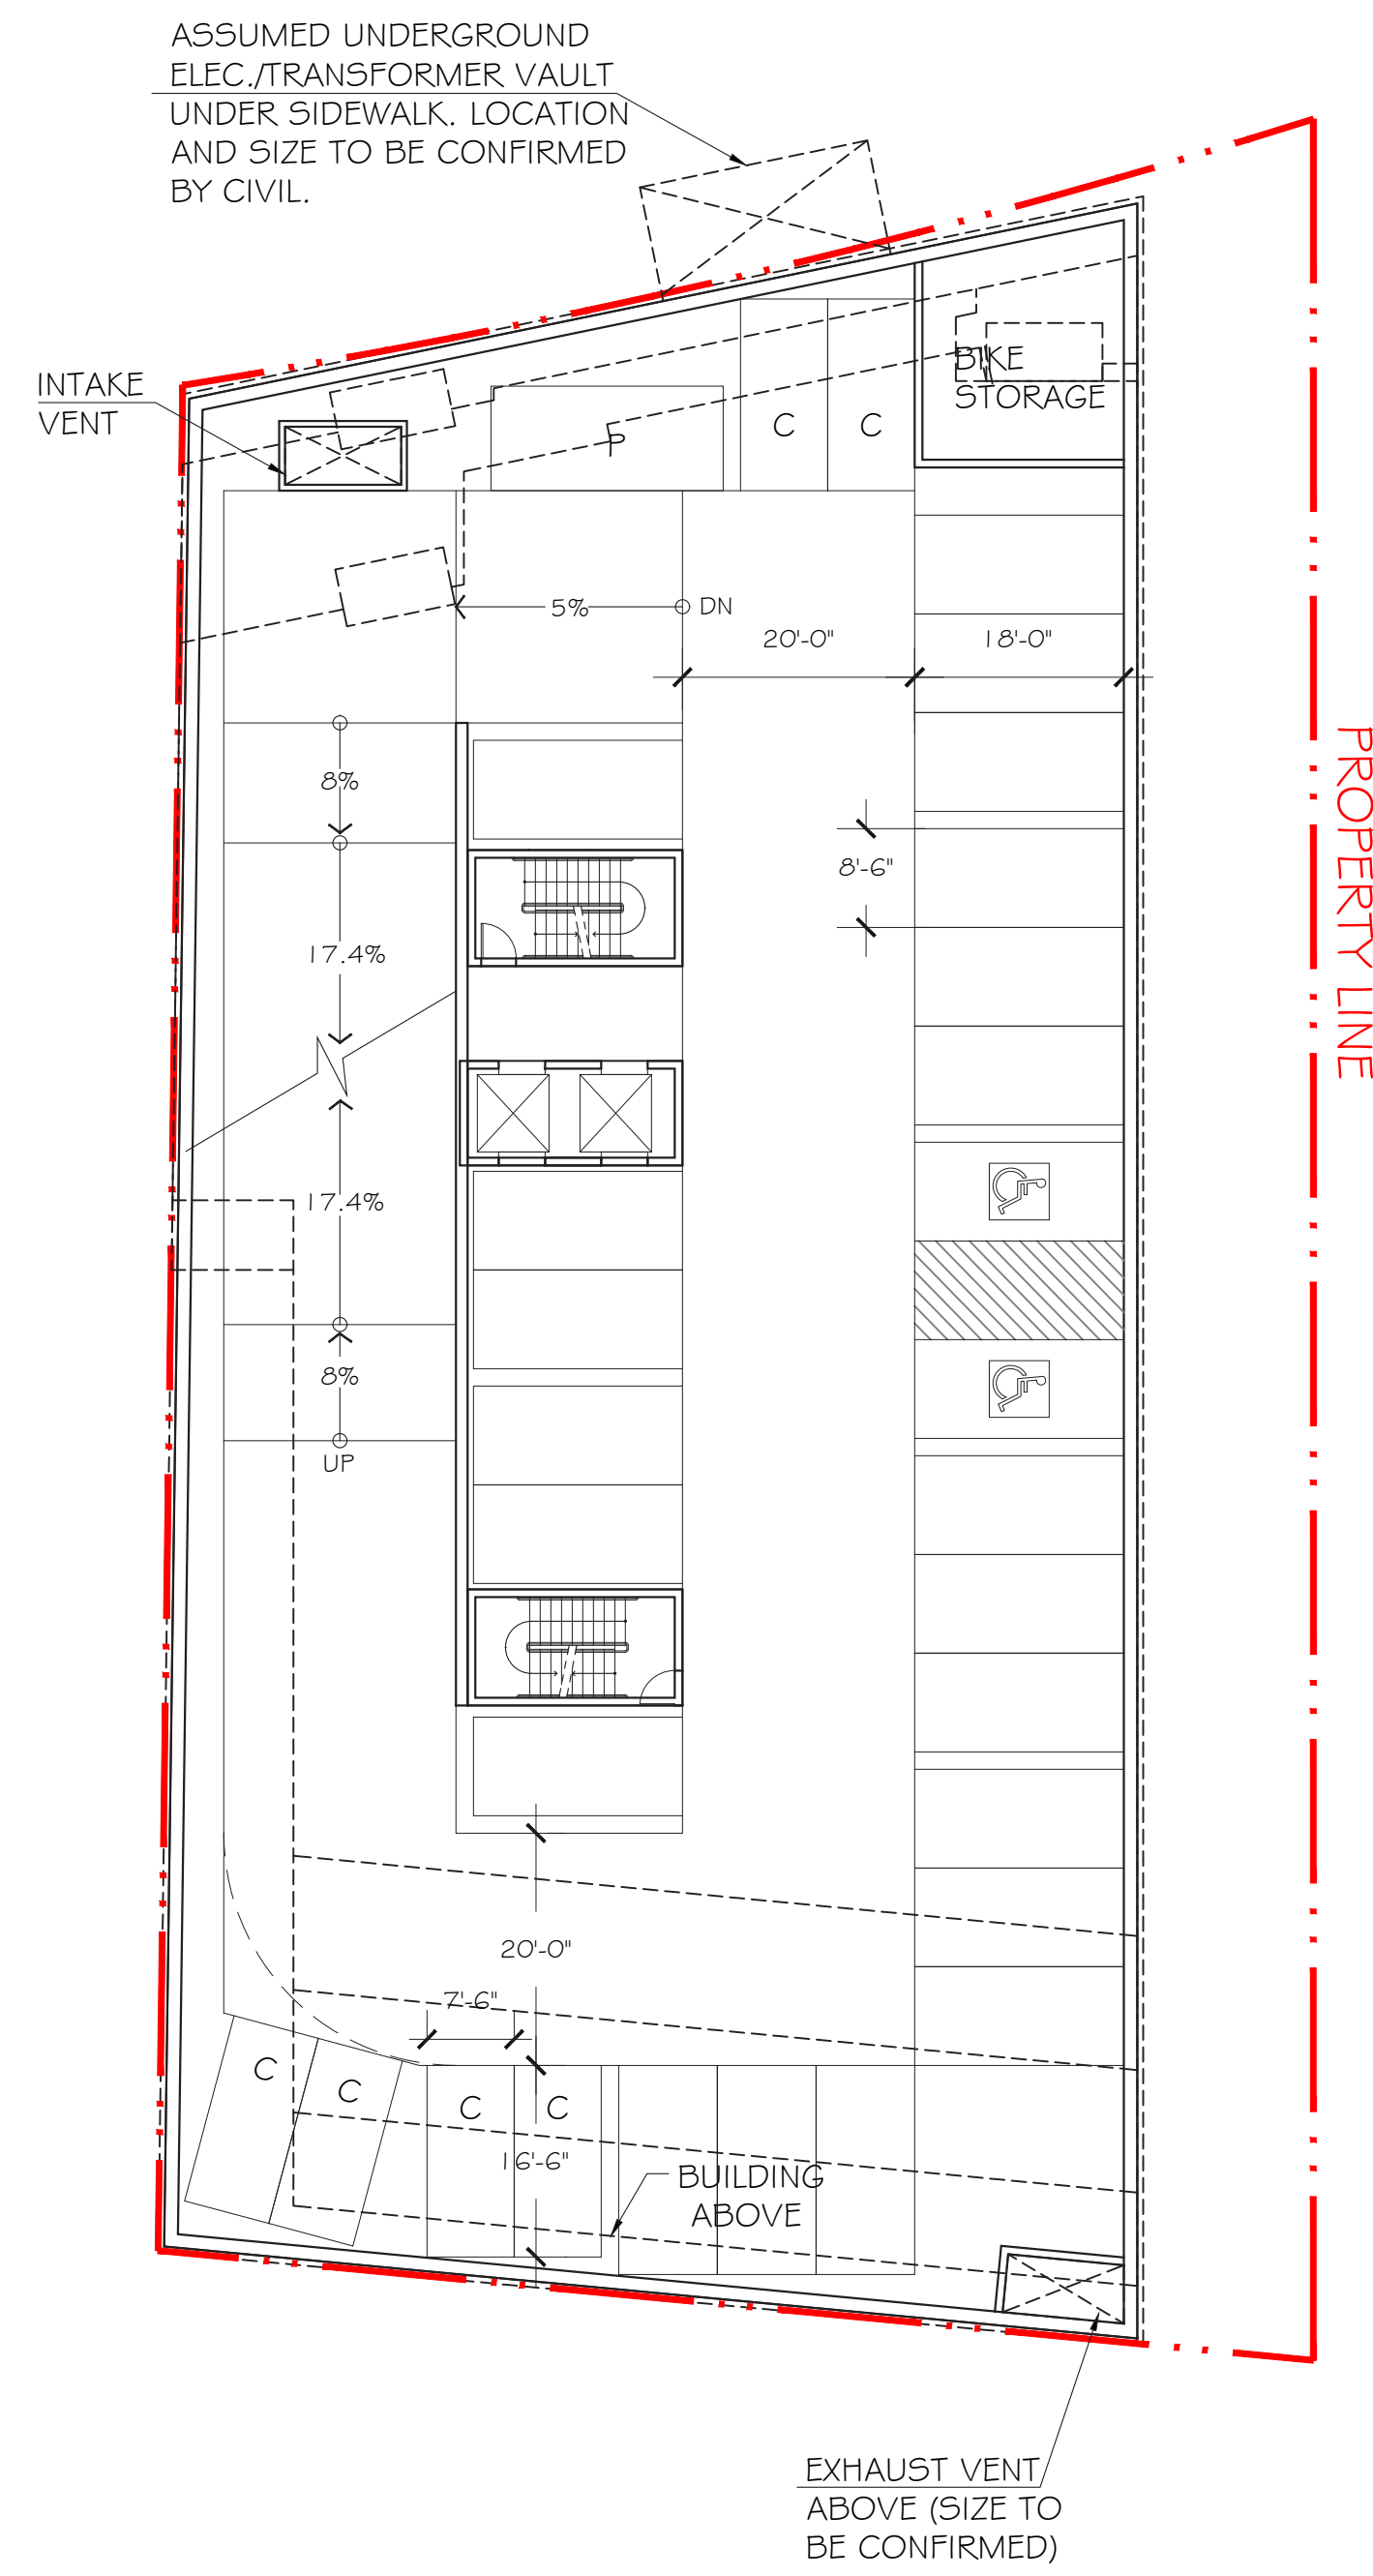 ASSUMED UNDERGROUND
ELEC./TRANSFORMER VAULT
UNDER SIDEWALK. LOCATION
AND SIZE TO BE CONFIRMED
BY CIVIL.
INTAKE
VENT
BIKE
STORAGE
P
C
C
5%
DN
20'-0"
18'-0"
PROPERTY LINE
8%
8'-6"
17.4%
17.4%
8%
UP
20'-0"
7'-6"
C
C
C
C
16'-6"
BUILDING
ABOVE
EXHAUST VENT
ABOVE (SIZE TO
BE CONFIRMED)